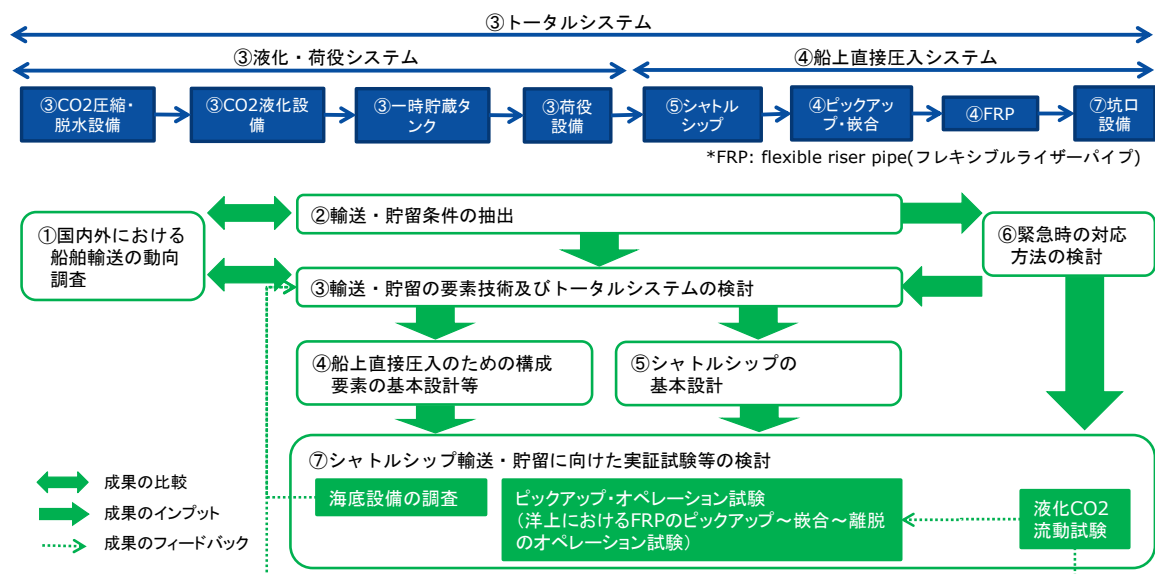 ③トータルシステム
③液化・荷役システム
④船上直接圧入システム
③CO2圧縮・
脱水設備
③CO2液化設
備
③一時貯蔵タ
ンク
③荷役
設備
⑤シャトル
シップ
④ピックアッ
プ・嵌合
④FRP
⑦坑口
設備
*FRP: flexible riser pipe(フレキシブルライザーパイプ)
①国内外における
船舶輸送の動向
調査
②輸送・貯留条件の抽出
⑥緊急時の対応
方法の検討
③輸送・貯留の要素技術及びトータルシステムの検討
④船上直接圧入のための構成
要素の基本設計等
⑤シャトルシップの
基本設計
⑦シャトルシップ輸送・貯留に向けた実証試験等の検討
海底設備の調査
ピックアップ・オペレーション試験
(洋上におけるFRPのピックアップ～嵌合～離脱
のオペレーション試験)
液化CO2
流動試験
成果の比較
成果のインプット
成果のフィードバック